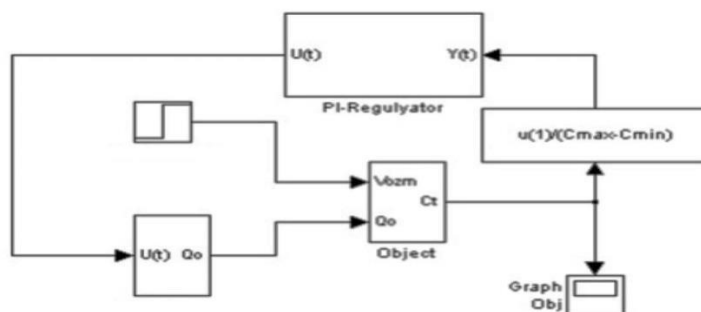 U(t) Y(t)
PI-Regulyator
u(1)/(Cmax-Cmin)
Vozm
Ct
Qo
Object
U(t) Qo
Graph
Obj